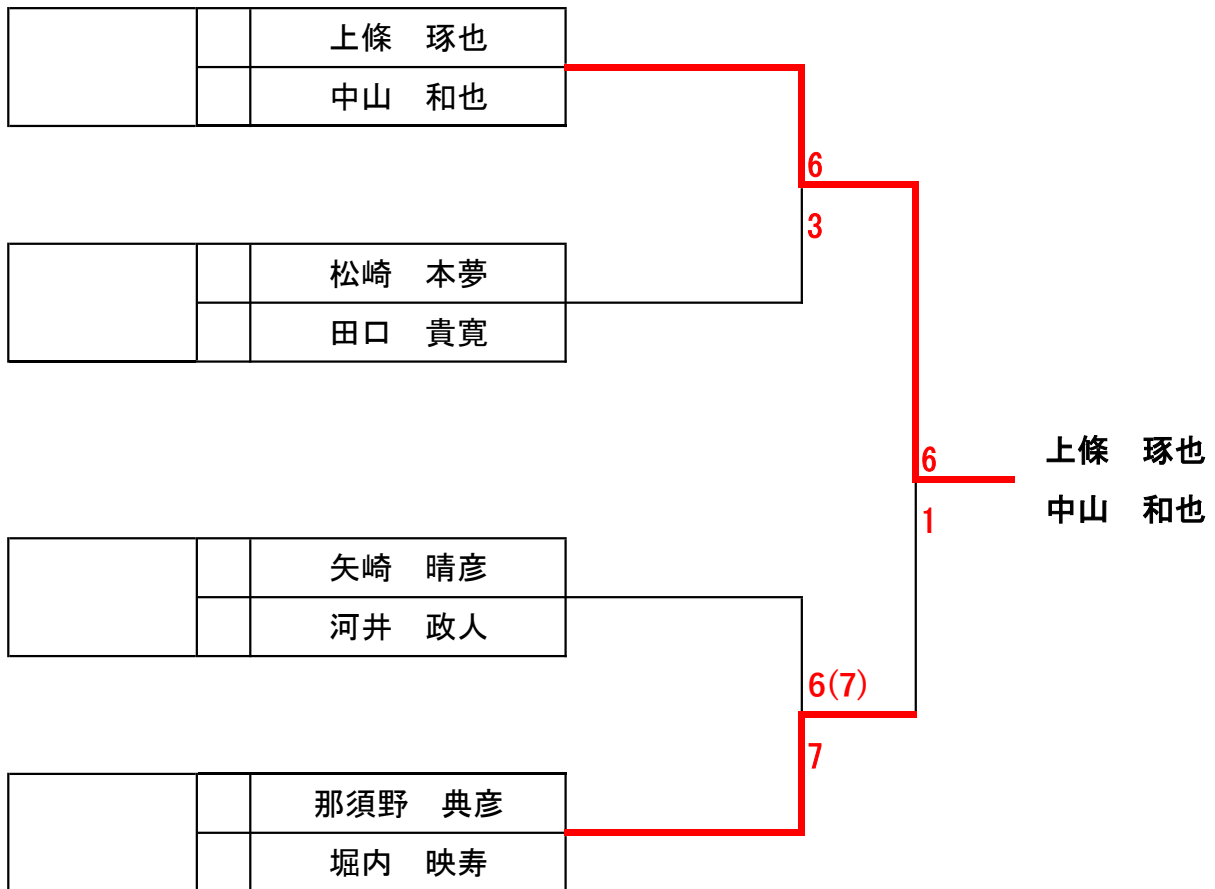 上條　琢也
中山　和也
6
3
松崎　本夢
田口　貴寛
6
1
上條　琢也
中山　和也
矢崎　晴彦
河井　政人
6(7)
7
那須野　典彦
堀内　映寿